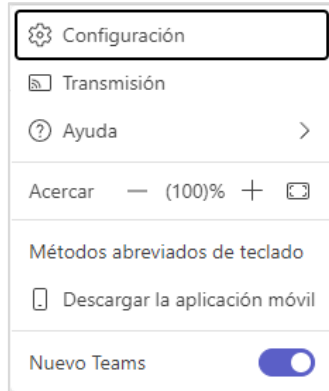 Configuración
Transmisión
Ayuda
Acercar — (100)% +
Métodos abreviados de teclado
Descargar la aplicación móvil
Nuevo Teams